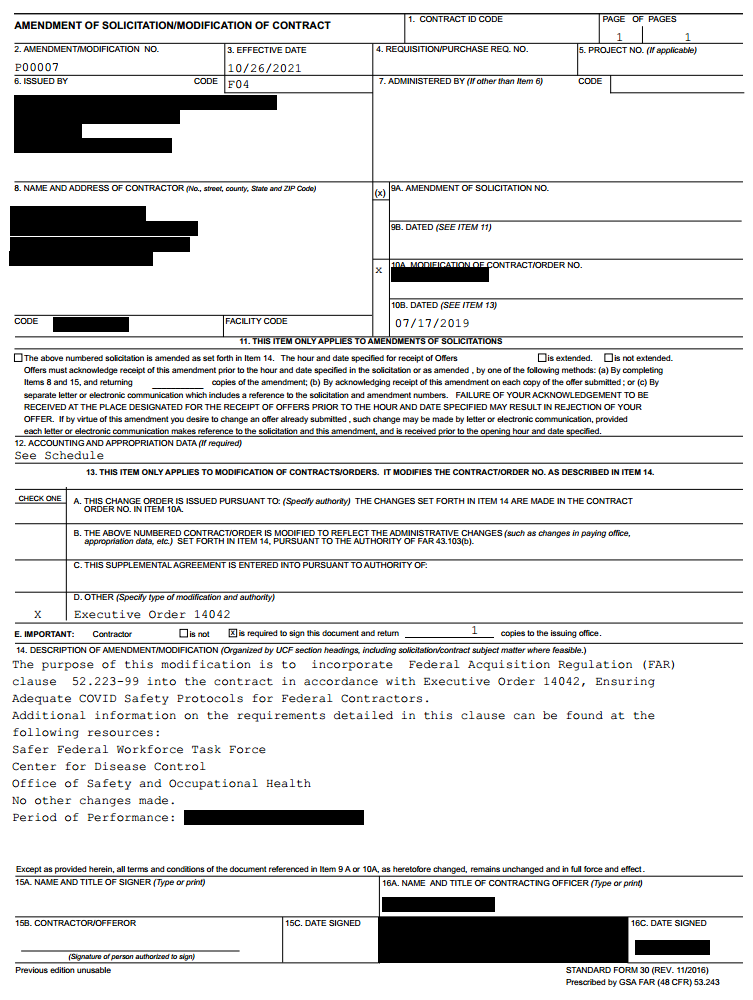 AMENDMENT OF SOLICITATION/MODIFICATION OF CONTRACT
1. CONTRACT ID CODE
PAGE OF PAGES
1 1
2. AMENDMENT/MODIFICATION NO.
P00007
3. EFFECTIVE DATE
10/26/2021
4. REQUISITION/PURCHASE REQ. NO.
5. PROJECT NO. (If applicable)
6. ISSUED BY CODE
F04
7. ADMINISTERED BY (If other than Item 6) CODE
8. NAME AND ADDRESS OF CONTRACTOR (No., street, county, State and ZIP Code)
(x)
9A. AMENDMENT OF SOLICITATION NO.
9B. DATED (SEE ITEM 11)
x
10A. MODIFICATION OF CONTRACT/ORDER NO.
10B. DATED (SEE ITEM 13)
07/17/2019
CODE
FACILITY CODE
11. THIS ITEM ONLY APPLIES TO AMENDMENTS OF SOLICITATIONS
The above numbered solicitation is amended as set forth in Item 14. The hour and date specified for receipt of Offers is extended. is not extended.
Offers must acknowledge receipt of this amendment prior to the hour and date specified in the solicitation or as amended , by one of the following methods: (a) By completing
Items 8 and 15, and returning ________ copies of the amendment; (b) By acknowledging receipt of this amendment on each copy of the offer submitted ; or (c) By
separate letter or electronic communication which includes a reference to the solicitation and amendment numbers. FAILURE OF YOUR ACKNOWLEDGEMENT TO BE
RECEIVED AT THE PLACE DESIGNATED FOR THE RECEIPT OF OFFERS PRIOR TO THE HOUR AND DATE SPECIFIED MAY RESULT IN REJECTION OF YOUR
OFFER. If by virtue of this amendment you desire to change an offer already submitted , such change may be made by letter or electronic communication, provided
each letter or electronic communication makes reference to the solicitation and this amendment, and is received prior to the opening hour and date specified.
12. ACCOUNTING AND APPROPRIATION DATA (If required)
See Schedule
13. THIS ITEM ONLY APPLIES TO MODIFICATION OF CONTRACTS/ORDERS. IT MODIFIES THE CONTRACT/ORDER NO. AS DESCRIBED IN ITEM 14.
CHECK ONE
A. THIS CHANGE ORDER IS ISSUED PURSUANT TO: (Specify authority) THE CHANGES SET FORTH IN ITEM 14 ARE MADE IN THE CONTRACT
ORDER NO. IN ITEM 10A.
B. THE ABOVE NUMBERED CONTRACT/ORDER IS MODIFIED TO REFLECT THE ADMINISTRATIVE CHANGES (such as changes in paying office,
appropriation data, etc.) SET FORTH IN ITEM 14, PURSUANT TO THE AUTHORITY OF FAR 43.103(b).
C. THIS SUPPLEMENTAL AGREEMENT IS ENTERED INTO PURSUANT TO AUTHORITY OF:
D. OTHER (Specify type of modification and authority)
X Executive Order 14042
E. IMPORTANT: Contractor is not x is required to sign this document and return 1 copies to the issuing office.
14. DESCRIPTION OF AMENDMENT/MODIFICATION (Organized by UCF section headings, including solicitation/contract subject matter where feasible.)
The purpose of this modification is to incorporate Federal Acquisition Regulation (FAR)
clause 52.223-99 into the contract in accordance with Executive Order 14042, Ensuring
Adequate COVID Safety Protocols for Federal Contractors.
Additional information on the requirements detailed in this clause can be found at the
following resources:
Safer Federal Workforce Task Force
Center for Disease Control
Office of Safety and Occupational Health
No other changes made.
Period of Performance:
Except as provided herein, all terms and conditions of the document referenced in Item 9 A or 10A, as heretofore changed, remains unchanged and in full force and effect .
15A. NAME AND TITLE OF SIGNER (Type or print)
16A. NAME AND TITLE OF CONTRACTING OFFICER (Type or print)
15B. CONTRACTOR/OFFEROR
15C. DATE SIGNED
16C. DATE SIGNED
(Signature of person authorized to sign)
Previous edition unusable
STANDARD FORM 30 (REV. 11/2016)
Prescribed by GSA FAR (48 CFR) 53.243